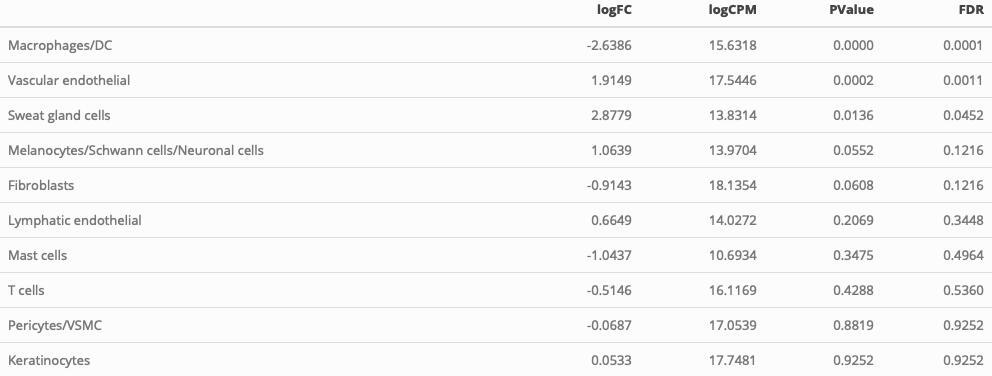 logFC logCPM PValue FDR
Macrophages/DC -2.6386 15.6318 0.0000 0.0001
Vascular endothelial 1.9149 17.5446 0.0002 0.0011
Sweat gland cells 2.8779 13.8314 0.0136 0.0452
Melanocytes/Schwann cells/Neuronal cells 1.0639 13.9704 0.0552 0.1216
Fibroblasts -0.9143 18.1354 0.0608 0.1216
Lymphatic endothelial 0.6649 14.0272 0.2069 0.3448
Mast cells -1.0437 10.6934 0.3475 0.4964
T cells -0.5146 16.1169 0.4288 0.5360
Pericytes/VSMC -0.0687 17.0539 0.8819 0.9252
Keratinocytes 0.0533 17.7481 0.9252 0.9252